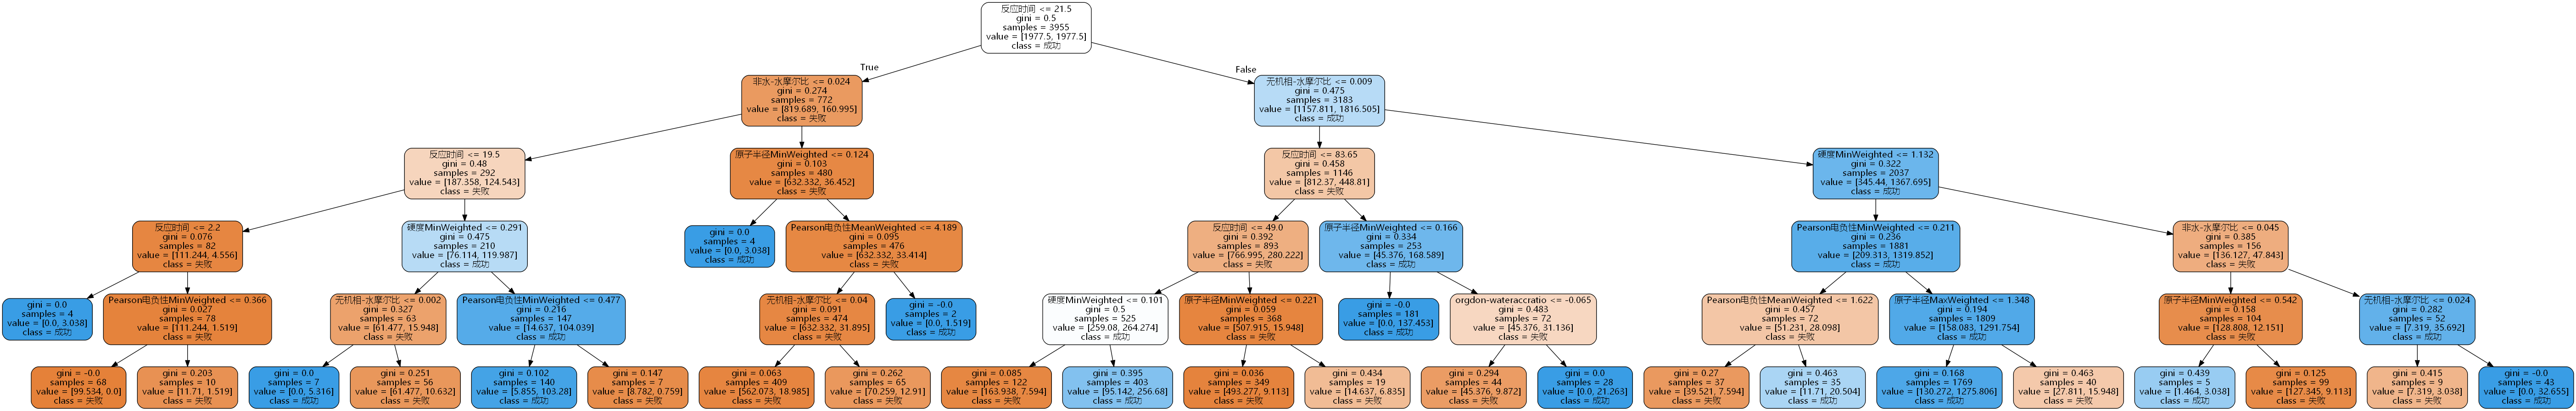 反应时间 <= 21.5
gini = 0.5
samples = 3955
value = [1977.5, 1977.5]
class = 成功
True
False
非水-水摩尔比 <= 0.024
gini = 0.274
samples = 772
value = [819.689, 160.995]
class = 失败
无机相-水摩尔比 <= 0.009
gini = 0.475
samples = 3183
value = [1157.811, 1816.505]
class = 成功
反应时间 <= 19.5
gini = 0.48
samples = 292
value = [187.358, 124.543]
class = 失败
原子半径MinWeighted <= 0.124
gini = 0.103
samples = 480
value = [632.332, 36.452]
class = 失败
反应时间 <= 83.65
gini = 0.458
samples = 1146
value = [812.37, 448.81]
class = 失败
硬度MinWeighted <= 1.132
gini = 0.322
samples = 2037
value = [345.44, 1367.695]
class = 成功
反应时间 <= 2.2
gini = 0.076
samples = 82
value = [111.244, 4.556]
class = 失败
硬度MinWeighted <= 0.291
gini = 0.475
samples = 210
value = [76.114, 119.987]
class = 成功
gini = 0.0
samples = 4
value = [0.0, 3.038]
class = 成功
Pearson电负性MeanWeighted <= 4.189
gini = 0.095
samples = 476
value = [632.332, 33.414]
class = 失败
反应时间 <= 49.0
gini = 0.392
samples = 893
value = [766.995, 280.222]
class = 失败
原子半径MinWeighted <= 0.166
gini = 0.334
samples = 253
value = [45.376, 168.589]
class = 成功
Pearson电负性MinWeighted <= 0.211
gini = 0.236
samples = 1881
value = [209.313, 1319.852]
class = 成功
非水-水摩尔比 <= 0.045
gini = 0.385
samples = 156
value = [136.127, 47.843]
class = 失败
gini = 0.0
samples = 4
value = [0.0, 3.038]
class = 成功
Pearson电负性MinWeighted <= 0.366
gini = 0.027
samples = 78
value = [111.244, 1.519]
class = 失败
无机相-水摩尔比 <= 0.002
gini = 0.327
samples = 63
value = [61.477, 15.948]
class = 失败
Pearson电负性MinWeighted <= 0.477
gini = 0.216
samples = 147
value = [14.637, 104.039]
class = 成功
无机相-水摩尔比 <= 0.04
gini = 0.091
samples = 474
value = [632.332, 31.895]
class = 失败
gini = -0.0
samples = 2
value = [0.0, 1.519]
class = 成功
硬度MinWeighted <= 0.101
gini = 0.5
samples = 525
value = [259.08, 264.274]
class = 成功
原子半径MinWeighted <= 0.221
gini = 0.059
samples = 368
value = [507.915, 15.948]
class = 失败
gini = -0.0
samples = 181
value = [0.0, 137.453]
class = 成功
orgdon-wateraccratio <= -0.065
gini = 0.483
samples = 72
value = [45.376, 31.136]
class = 失败
Pearson电负性MeanWeighted <= 1.622
gini = 0.457
samples = 72
value = [51.231, 28.098]
class = 失败
原子半径MaxWeighted <= 1.348
gini = 0.194
samples = 1809
value = [158.083, 1291.754]
class = 成功
原子半径MinWeighted <= 0.542
gini = 0.158
samples = 104
value = [128.808, 12.151]
class = 失败
无机相-水摩尔比 <= 0.024
gini = 0.282
samples = 52
value = [7.319, 35.692]
class = 成功
gini = -0.0
samples = 68
value = [99.534, 0.0]
class = 失败
gini = 0.203
samples = 10
value = [11.71, 1.519]
class = 失败
gini = 0.0
samples = 7
value = [0.0, 5.316]
class = 成功
gini = 0.251
samples = 56
value = [61.477, 10.632]
class = 失败
gini = 0.102
samples = 140
value = [5.855, 103.28]
class = 成功
gini = 0.147
samples = 7
value = [8.782, 0.759]
class = 失败
gini = 0.063
samples = 409
value = [562.073, 18.985]
class = 失败
gini = 0.262
samples = 65
value = [70.259, 12.91]
class = 失败
gini = 0.085
samples = 122
value = [163.938, 7.594]
class = 失败
gini = 0.395
samples = 403
value = [95.142, 256.68]
class = 成功
gini = 0.036
samples = 349
value = [493.277, 9.113]
class = 失败
gini = 0.434
samples = 19
value = [14.637, 6.835]
class = 失败
gini = 0.294
samples = 44
value = [45.376, 9.872]
class = 失败
gini = 0.0
samples = 28
value = [0.0, 21.263]
class = 成功
gini = 0.27
samples = 37
value = [39.521, 7.594]
class = 失败
gini = 0.463
samples = 35
value = [11.71, 20.504]
class = 成功
gini = 0.168
samples = 1769
value = [130.272, 1275.806]
class = 成功
gini = 0.463
samples = 40
value = [27.811, 15.948]
class = 失败
gini = 0.439
samples = 5
value = [1.464, 3.038]
class = 成功
gini = 0.125
samples = 99
value = [127.345, 9.113]
class = 失败
gini = 0.415
samples = 9
value = [7.319, 3.038]
class = 失败
gini = -0.0
samples = 43
value = [0.0, 32.655]
class = 成功